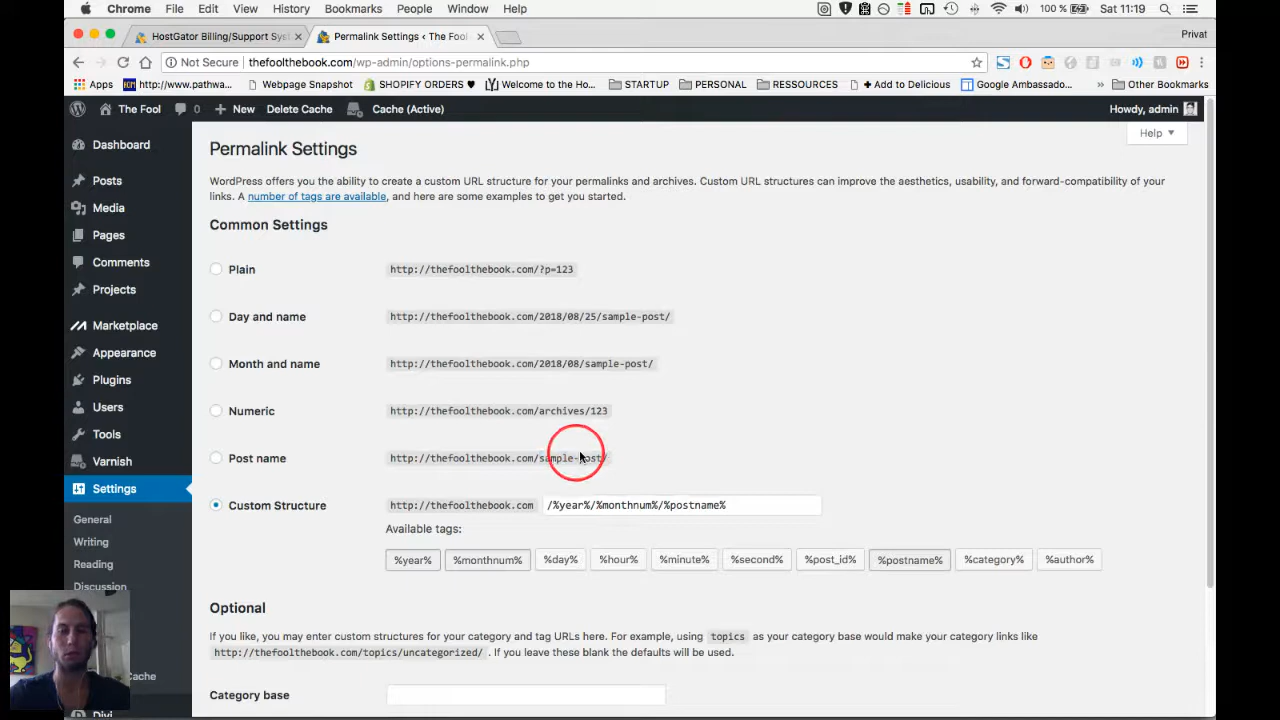 Chrome File Edit View History Bookmarks People Window Help 100 % Sat 11:19
HostGator Billing/Support Sys Permalink Settings ‹ The Fool Privat
Not Secure thefoolthebook.com/wp-admin/options-permalink.php
Apps http://www.pathwa... Webpage Snapshot SHOPIFY ORDERS Welcome to the Ho... STARTUP PERSONAL RESSOURCES + Add to Delicious Google Ambassado... » Other Bookmarks
The Fool 0 + New Delete Cache Cache (Active) Howdy, admin
Help
Dashboard
Posts
Media
Pages
Comments
Projects
Marketplace
Appearance
Plugins
Users
Tools
Varnish
Settings
General
Writing
Reading
Discussion
Cache
Divi
Permalink Settings
WordPress offers you the ability to create a custom URL structure for your permalinks and archives. Custom URL structures can improve the aesthetics, usability, and forward-compatibility of your
links. A number of tags are available, and here are some examples to get you started.
Common Settings
Plain http://thefoolthebook.com/?p=123
Day and name http://thefoolthebook.com/2018/08/25/sample-post/
Month and name http://thefoolthebook.com/2018/08/sample-post/
Numeric http://thefoolthebook.com/archives/123
Post name http://thefoolthebook.com/sample-post/
Custom Structure http://thefoolthebook.com /%year%/%monthnum%/%postname%
Available tags:
%year% %monthnum% %day% %hour% %minute% %second% %post_id% %postname% %category% %author%
Optional
If you like, you may enter custom structures for your category and tag URLs here. For example, using topics as your category base would make your category links like
http://thefoolthebook.com/topics/uncategorized/ . If you leave these blank the defaults will be used.
Category base